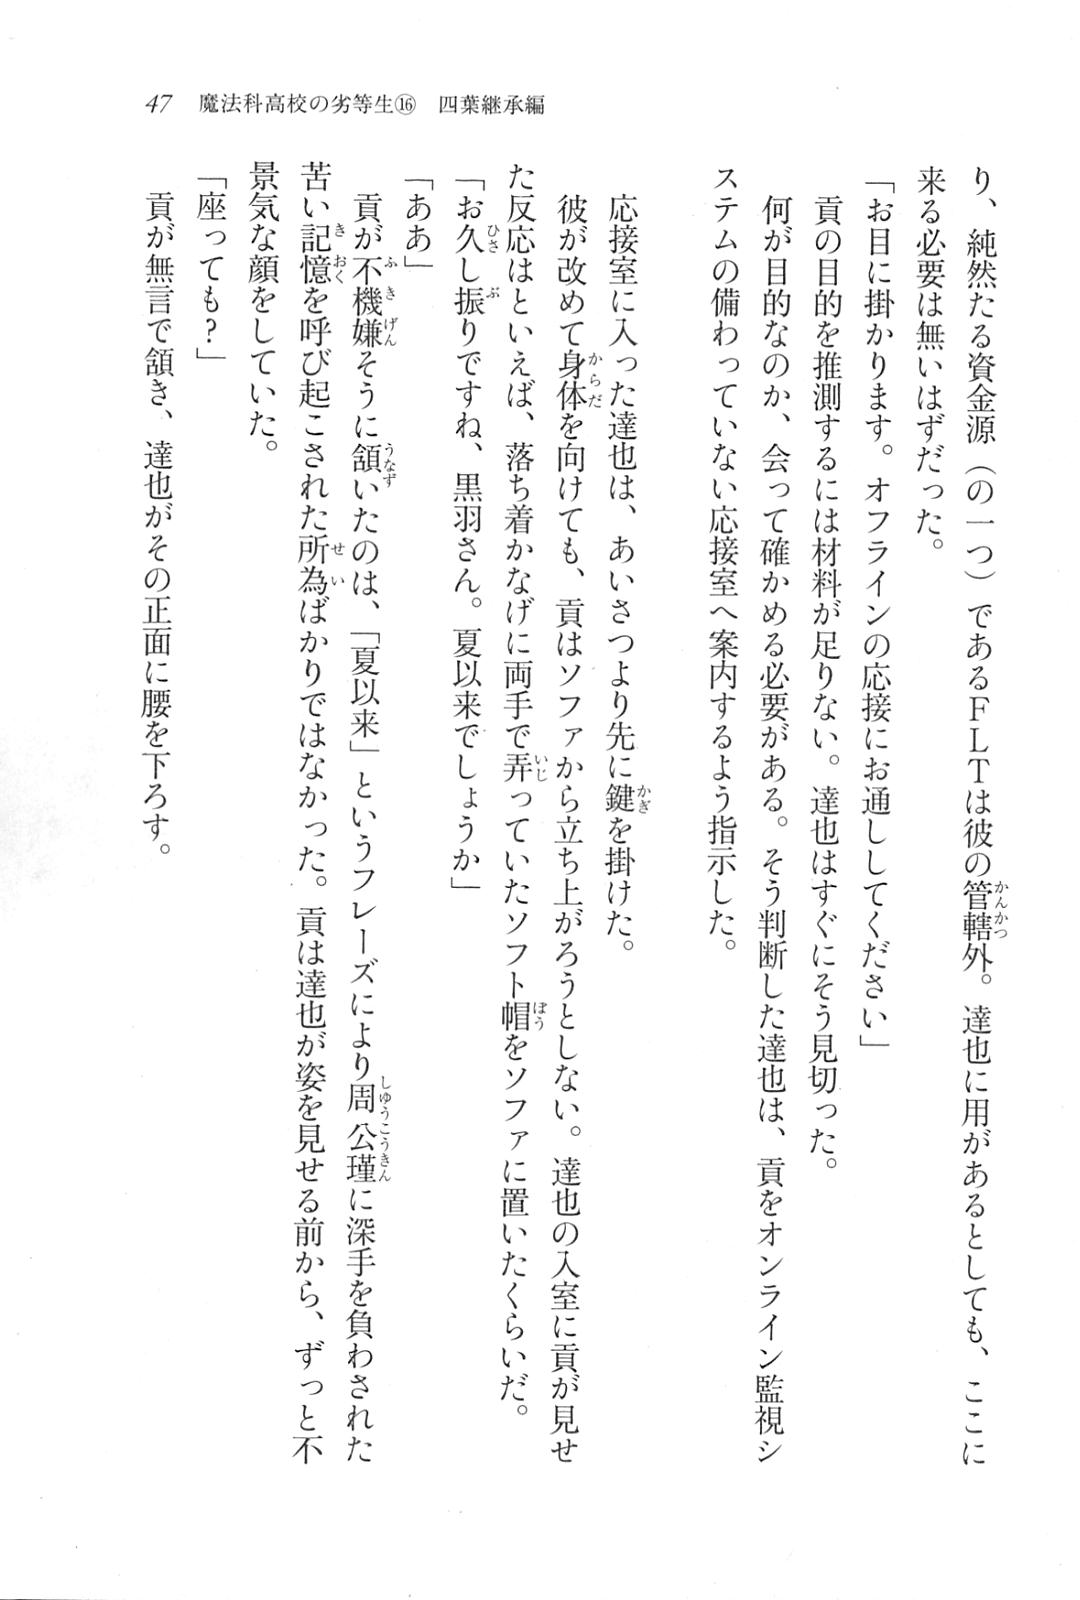 47　魔法科高校の劣等生⑯　四葉継承編
り、純然たる資金源（の一つ）であるＦＬＴは彼の管轄外。達也に用があるとしても、ここに
来る必要は無いはずだった。
「お目に掛かります。オフラインの応接にお通ししてください」
　貢の目的を推測するには材料が足りない。達也はすぐにそう見切った。
　何が目的なのか、会って確かめる必要がある。そう判断した達也は、貢をオンライン監視シ
ステムの備わっていない応接室へ案内するよう指示した。

　応接室に入った達也は、あいさつより先に鍵を掛けた。
　彼が改めて身体を向けても、貢はソファから立ち上がろうとしない。達也の入室に貢が見せ
た反応はといえば、落ち着かなげに両手で弄っていたソフト帽をソファに置いたくらいだ。
「お久し振りですね、黒羽さん。夏以来でしょうか」
「ああ」
　貢が不機嫌そうに頷いたのは、「夏以来」というフレーズにより周公瑾に深手を負わされた
苦い記憶を呼び起こされた所為ばかりではなかった。貢は達也が姿を見せる前から、ずっと不
景気な顔をしていた。
「座っても？」
　貢が無言で頷き、達也がその正面に腰を下ろす。